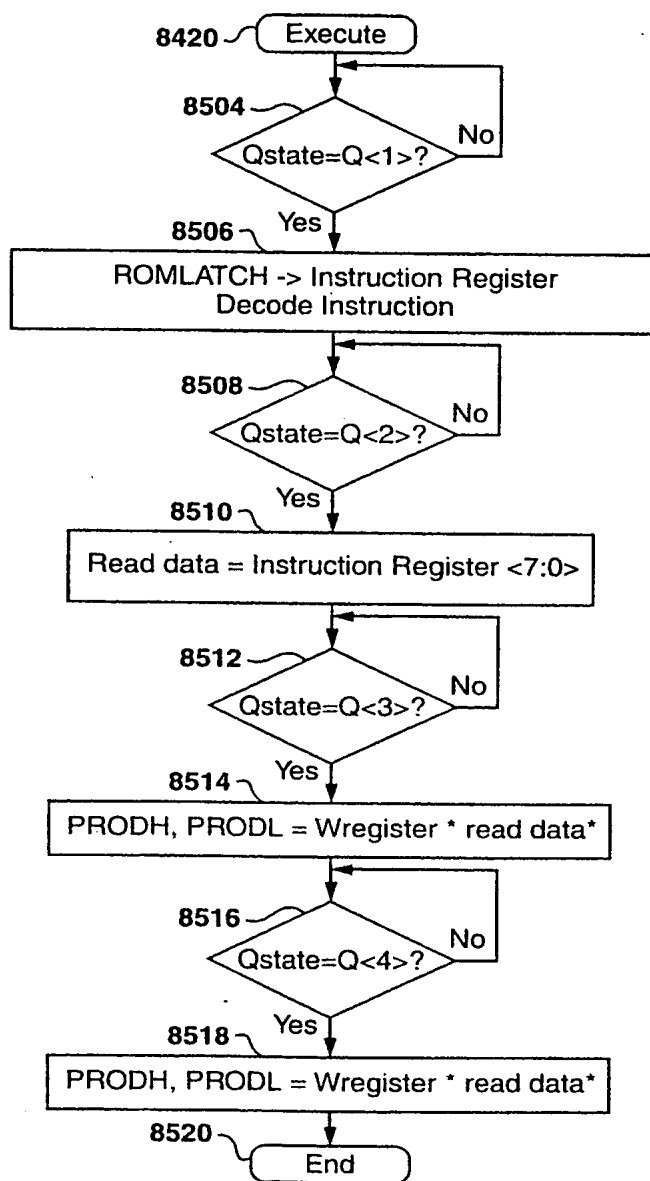 8420 Execute
8504
Qstate=Q<1>?
No
Yes
8506
ROMLATCH -> Instruction Register
Decode Instruction
8508
Qstate=Q<2>?
No
Yes
8510
Read data = Instruction Register <7:0>
8512
Qstate=Q<3>?
No
Yes
8514
PRODH, PRODL = Wregister * read data*
8516
Qstate=Q<4>?
No
Yes
8518
PRODH, PRODL = Wregister * read data*
8520
End